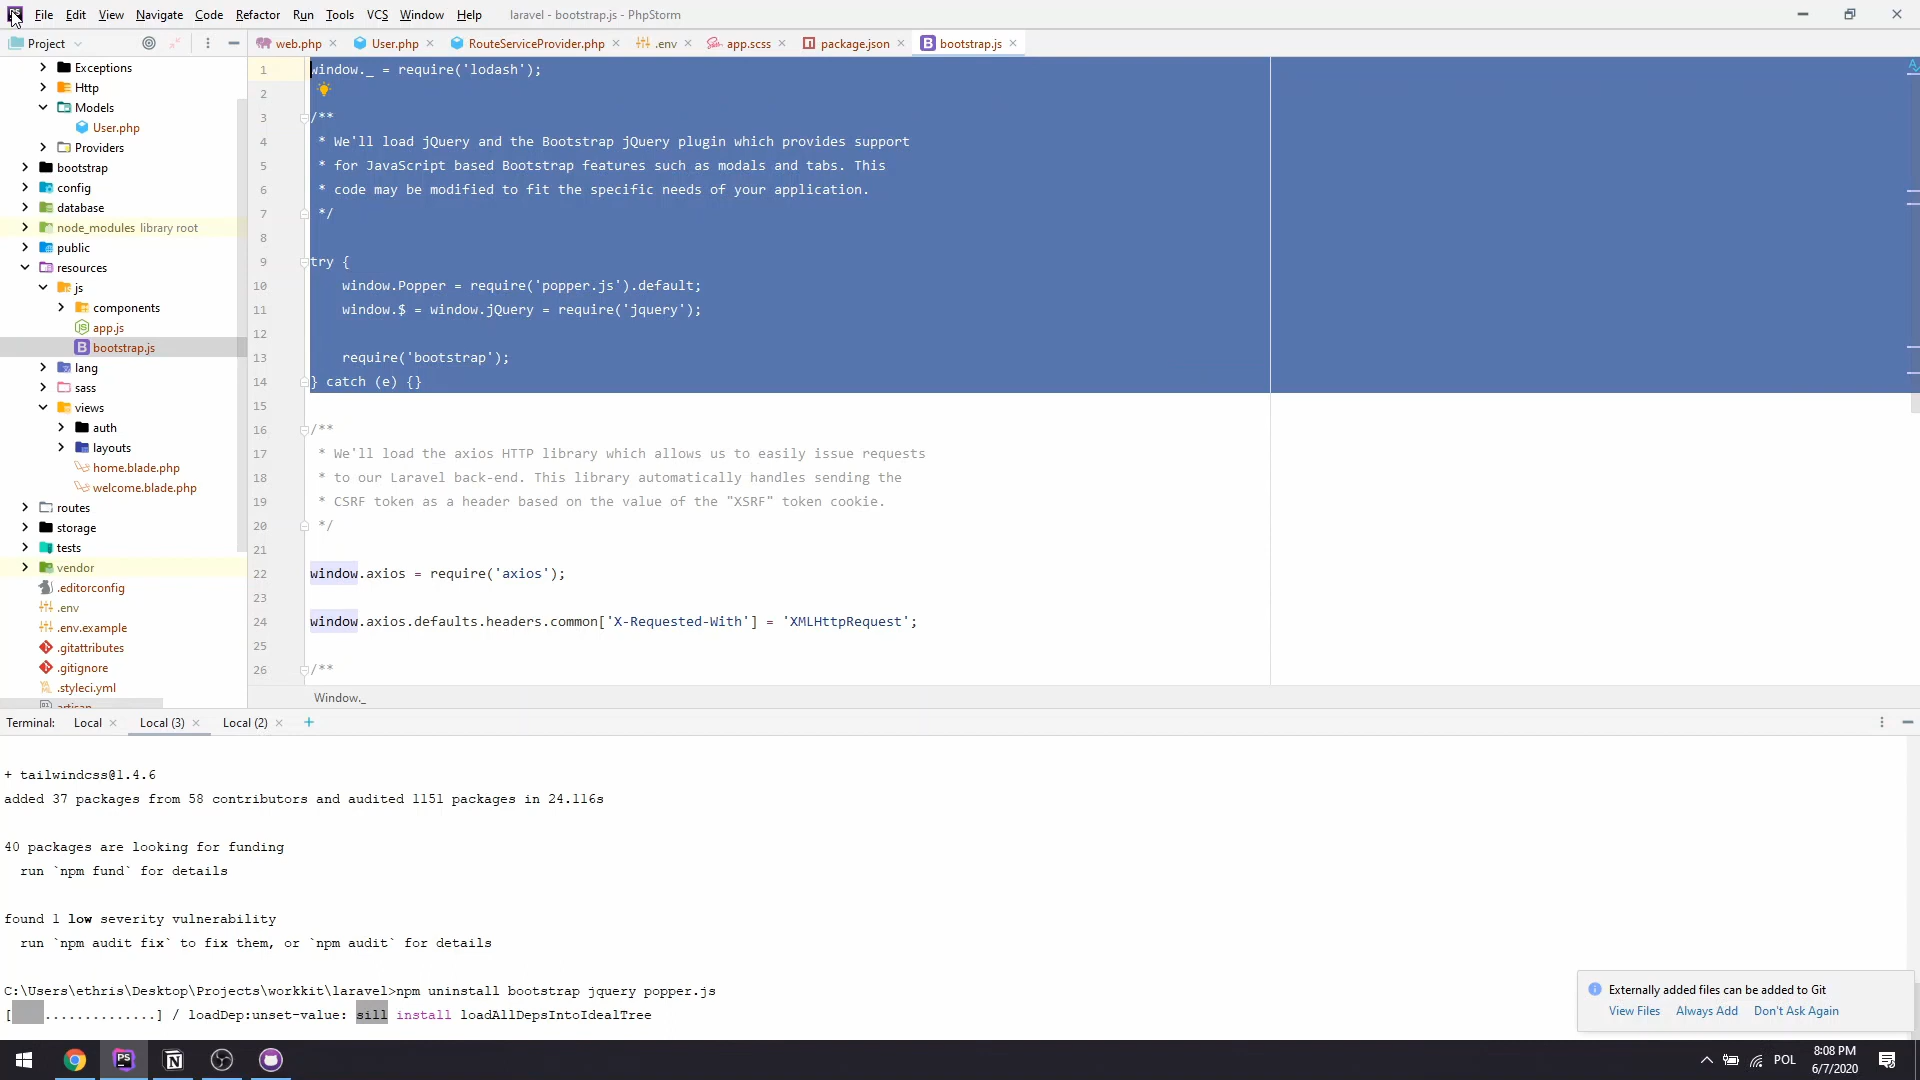 File Edit View Navigate Code Refactor Run Tools VCS Window Help laravel - bootstrap.js - PhpStorm
Project
web.php User.php RouteServiceProvider.php .env app.scss package.json bootstrap.js
Exceptions
Http
Models
User.php
Providers
bootstrap
config
database
node_modules library root
public
resources
js
components
app.js
bootstrap.js
lang
sass
views
auth
layouts
home.blade.php
welcome.blade.php
routes
storage
tests
vendor
.editorconfig
.env
.env.example
.gitattributes
.gitignore
.styleci.yml
artisan
1 window._ = require('lodash');
2
3 /**
4 * We'll load jQuery and the Bootstrap jQuery plugin which provides support
5 * for JavaScript based Bootstrap features such as modals and tabs. This
6 * code may be modified to fit the specific needs of your application.
7 */
8
9 try {
10 window.Popper = require('popper.js').default;
11 window.$ = window.jQuery = require('jquery');
12
13 require('bootstrap');
14 } catch (e) {}
15
16 /**
17 * We'll load the axios HTTP library which allows us to easily issue requests
18 * to our Laravel back-end. This library automatically handles sending the
19 * CSRF token as a header based on the value of the "XSRF" token cookie.
20 */
21
22 window.axios = require('axios');
23
24 window.axios.defaults.headers.common['X-Requested-With'] = 'XMLHttpRequest';
25
26 /**
Window._
Terminal: Local Local (3) Local (2) +
+ tailwindcss@1.4.6
added 37 packages from 58 contributors and audited 1151 packages in 24.116s
40 packages are looking for funding
run `npm fund` for details
found 1 low severity vulnerability
run `npm audit fix` to fix them, or `npm audit` for details
C:\Users\ethris\Desktop\Projects\workkit\laravel>npm uninstall bootstrap jquery popper.js
[ ..............] / loadDep:unset-value: sill install loadAllDepsIntoIdealTree
Externally added files can be added to Git
View Files Always Add Don't Ask Again
POL
8:08 PM
6/7/2020